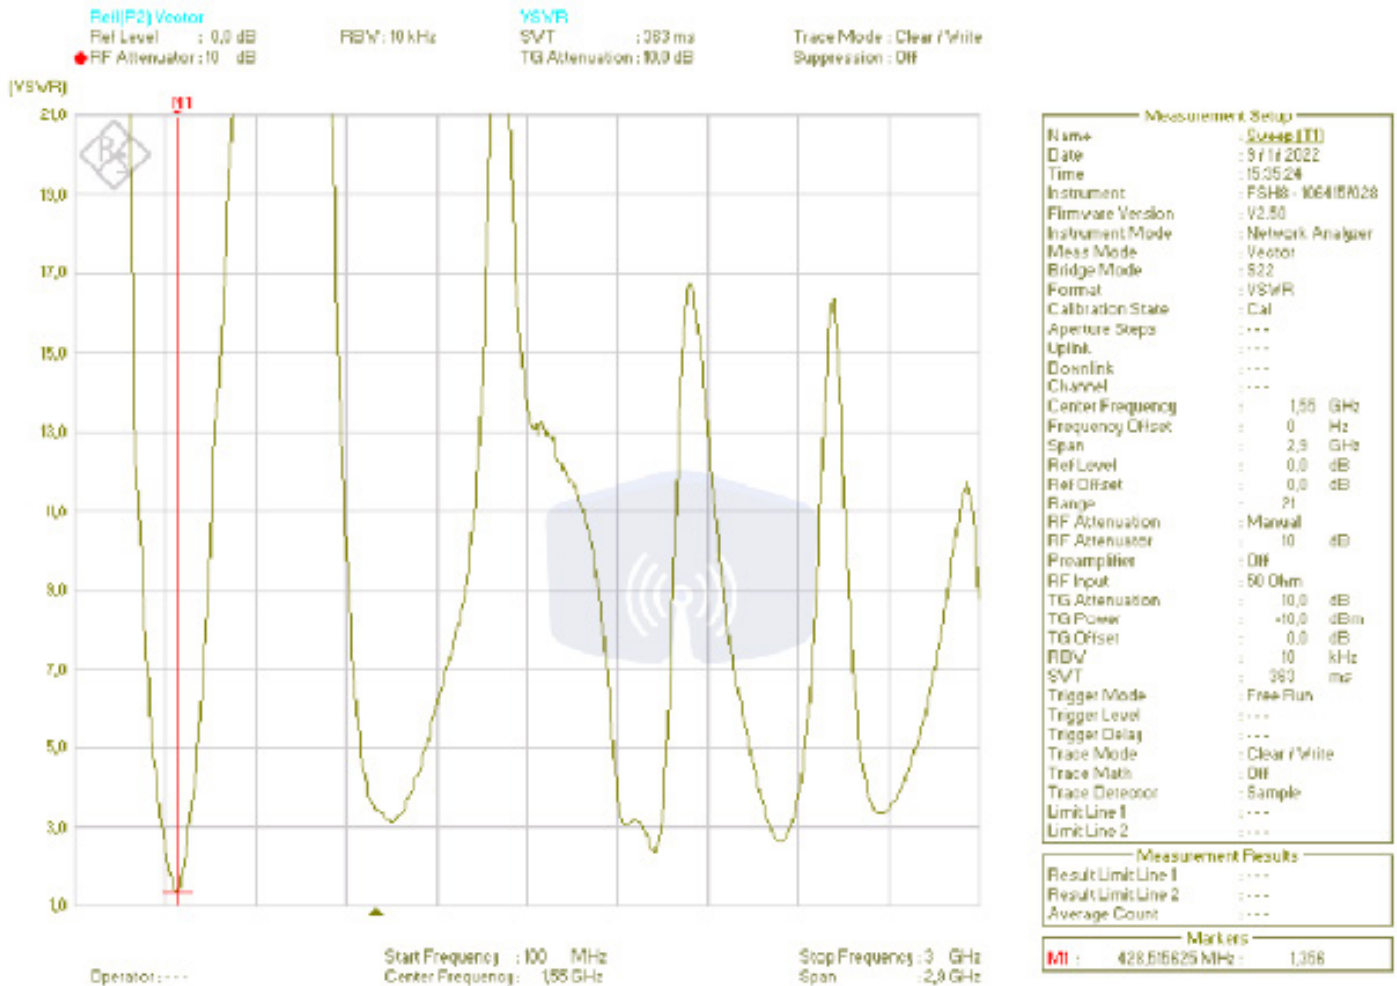 Refl(P2) Vector VSWR
Ref Level : 0,0 dB RBW: 10 kHz SWT : 363 ms Trace Mode : Clear / Write
RF Attenuator : 10 dB TG Attenuation : 10,0 dB Suppression : Off
[VSWR]
M1
21,0
19,0
17,0
15,0
13,0
11,0
9,0
7,0
5,0
3,0
1,0
Start Frequency : 100 MHz Stop Frequency : 3 GHz
Operator : --- Center Frequency : 1,55 GHz Span : 2,9 GHz
Measurement Setup
Name : Sweep [T1]
Date : 9 / 1 / 2022
Time : 15:35:24
Instrument : FSH8 - 106415/028
Firmware Version : V2.50
Instrument Mode : Network Analyzer
Meas Mode : Vector
Bridge Mode : S22
Format : VSWR
Calibration State : Cal
Aperture Steps : ---
Uplink : ---
Downlink : ---
Channel : ---
Center Frequency : 1,55 GHz
Frequency Offset : 0 Hz
Span : 2,9 GHz
Ref Level : 0,0 dB
Ref Offset : 0,0 dB
Range : 21
RF Attenuation : Manual
RF Attenuator : 10 dB
Preamplifier : Off
RF Input : 50 Ohm
TG Attenuation : 10,0 dB
TG Power : -10,0 dBm
TG Offset : 0,0 dB
RBW : 10 kHz
SWT : 363 ms
Trigger Mode : Free Run
Trigger Level : ---
Trigger Delay : ---
Trace Mode : Clear / Write
Trace Math : Off
Trace Detector : Sample
Limit Line 1 : ---
Limit Line 2 : ---
Measurement Results
Result Limit Line 1 : ---
Result Limit Line 2 : ---
Average Count : ---
Markers
M1 : 428,515625 MHz : 1,356